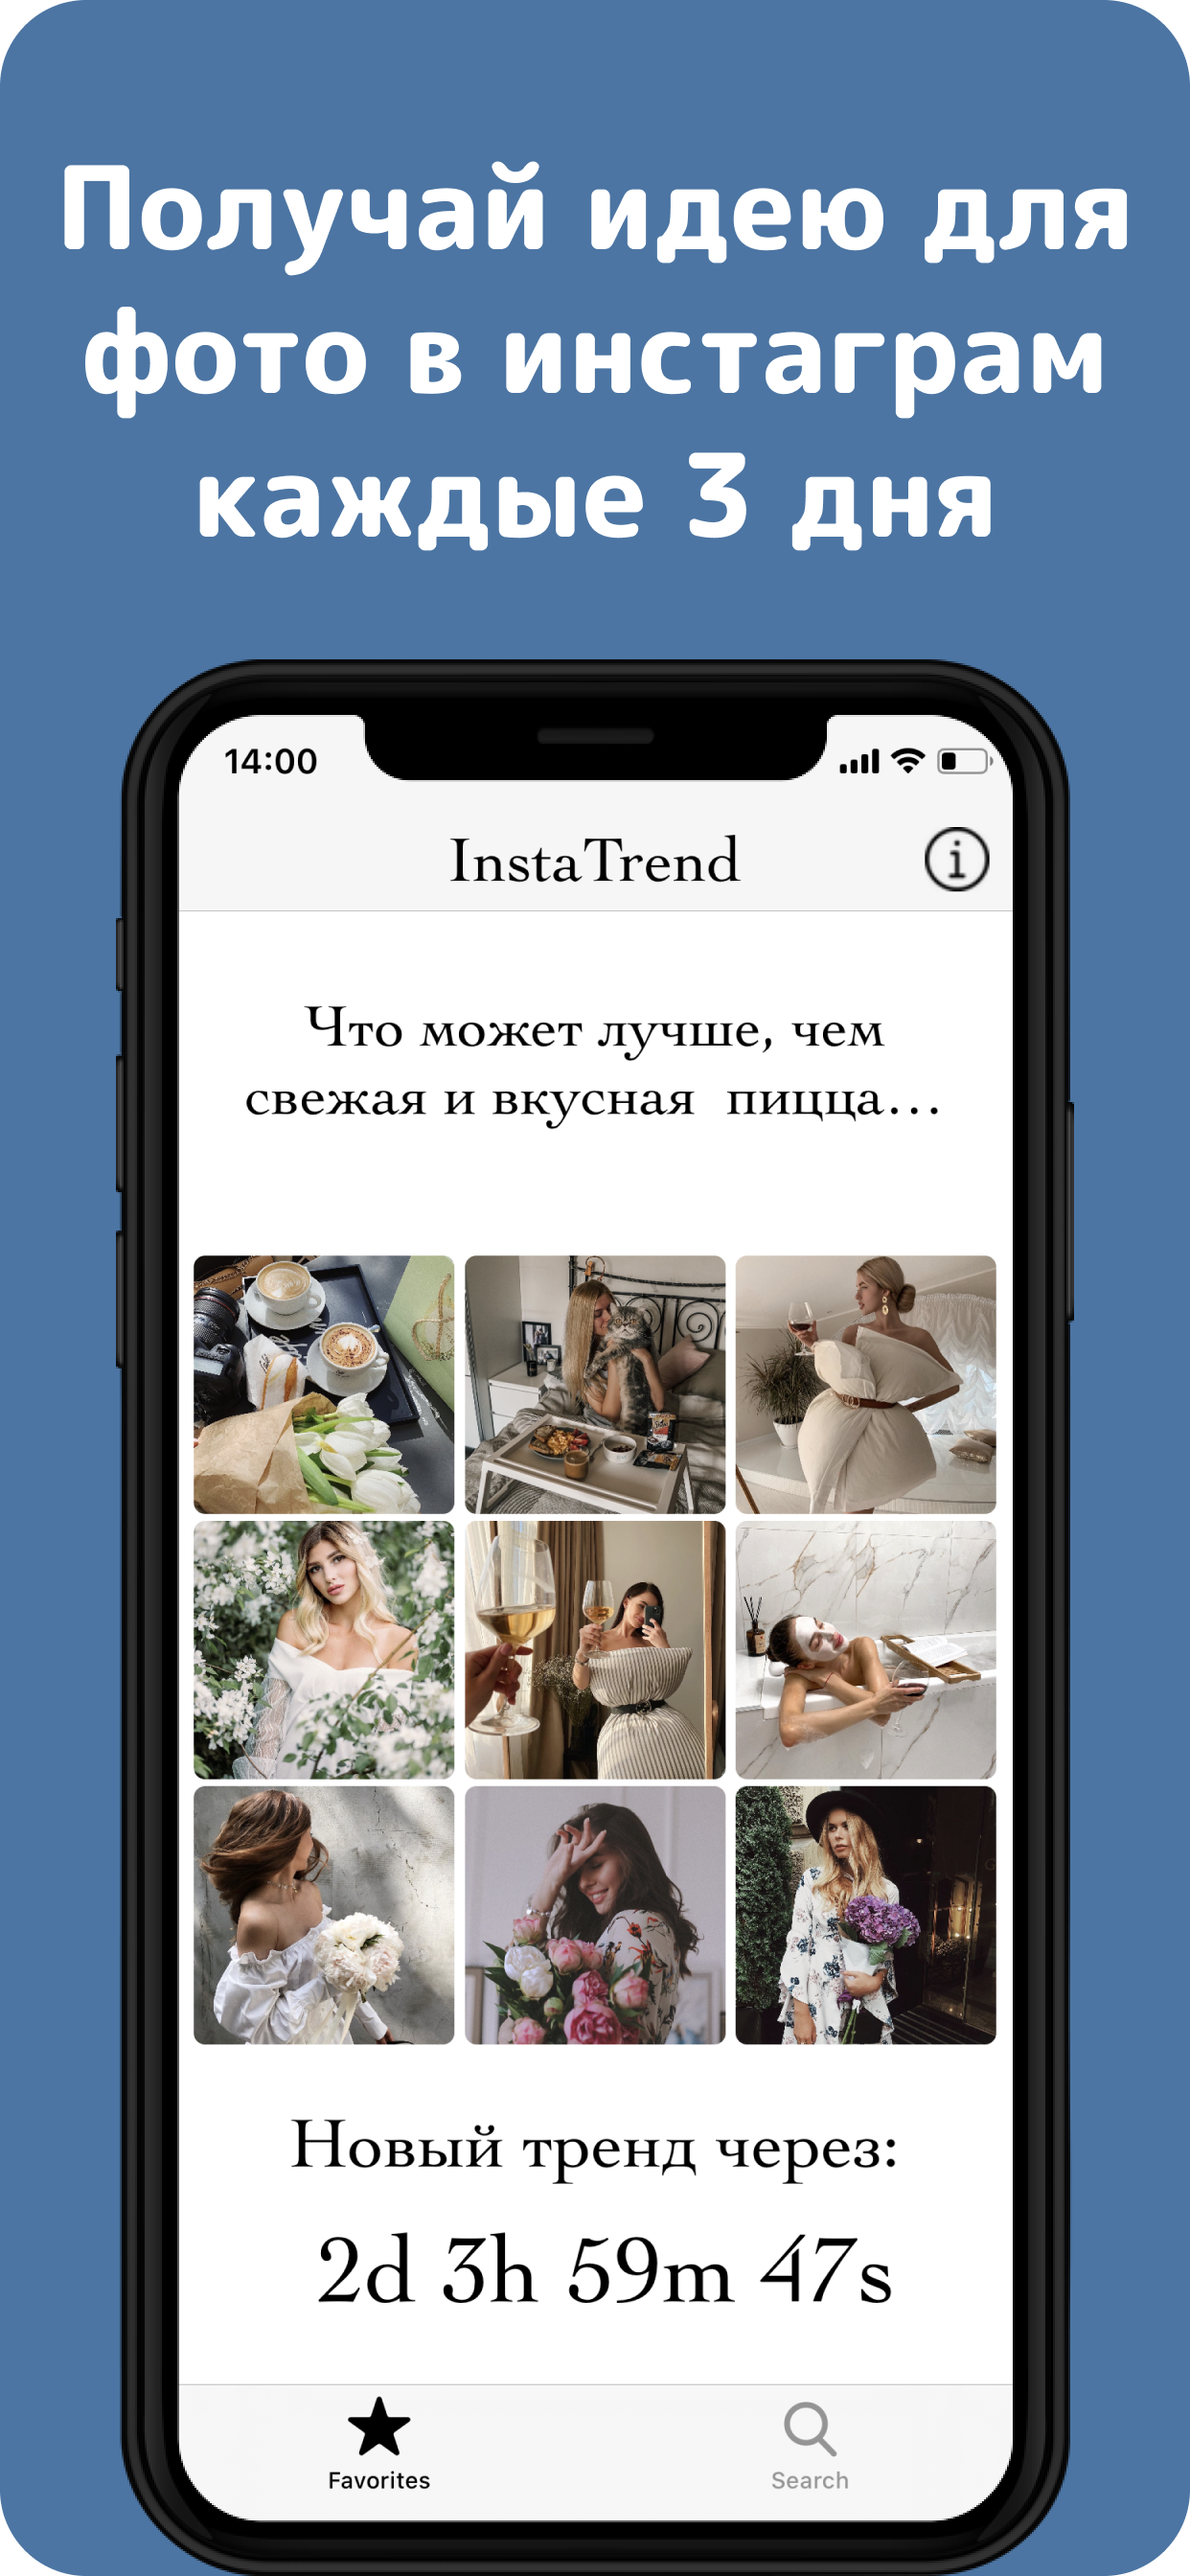 Получай идею для
фото в инстаграм
каждые 3 дня
14:00
InstaTrend
Что может лучше, чем
свежая и вкусная  пицца...
Новый тренд через:
2d 3h 59m 47s
Favorites
Search